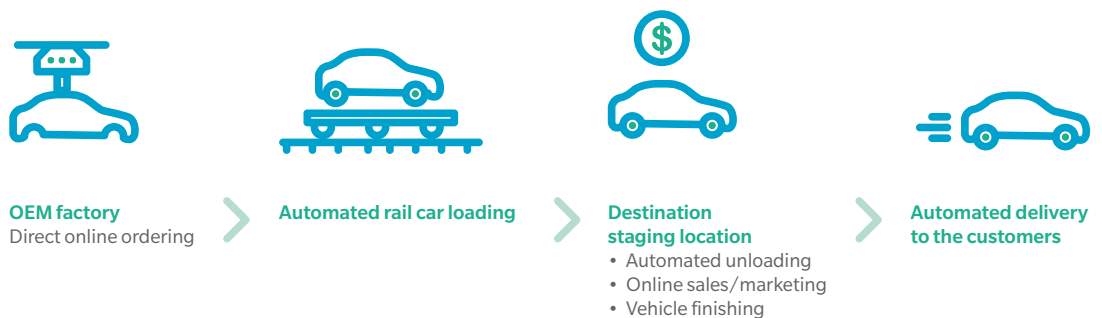 $
OEM factory
Direct online ordering
Automated rail car loading
Destination
staging location
• Automated unloading
• Online sales/marketing
• Vehicle finishing
Automated delivery
to the customers